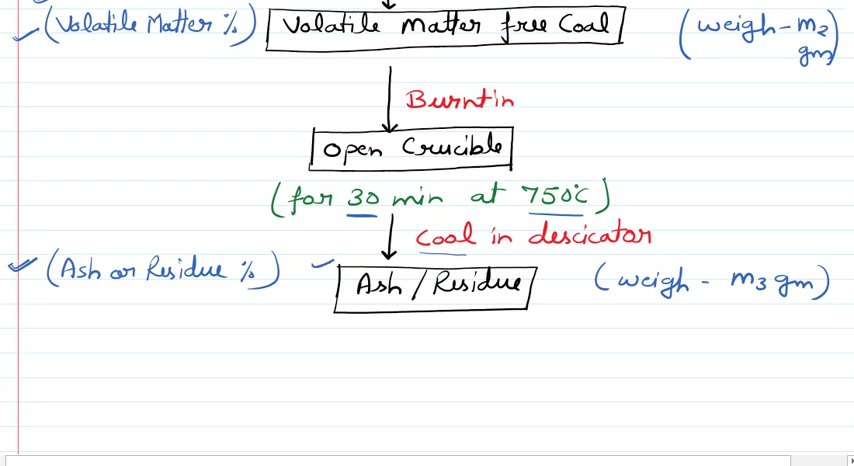 (Volatile Matter %) Volatile Matter free Coal (weigh - m2 gm)
Burnt in
Open Crucible
(for 30 min at 750°C)
Cool in descicator
(Ash or Residue %) Ash / Residue (weigh - m3 gm)